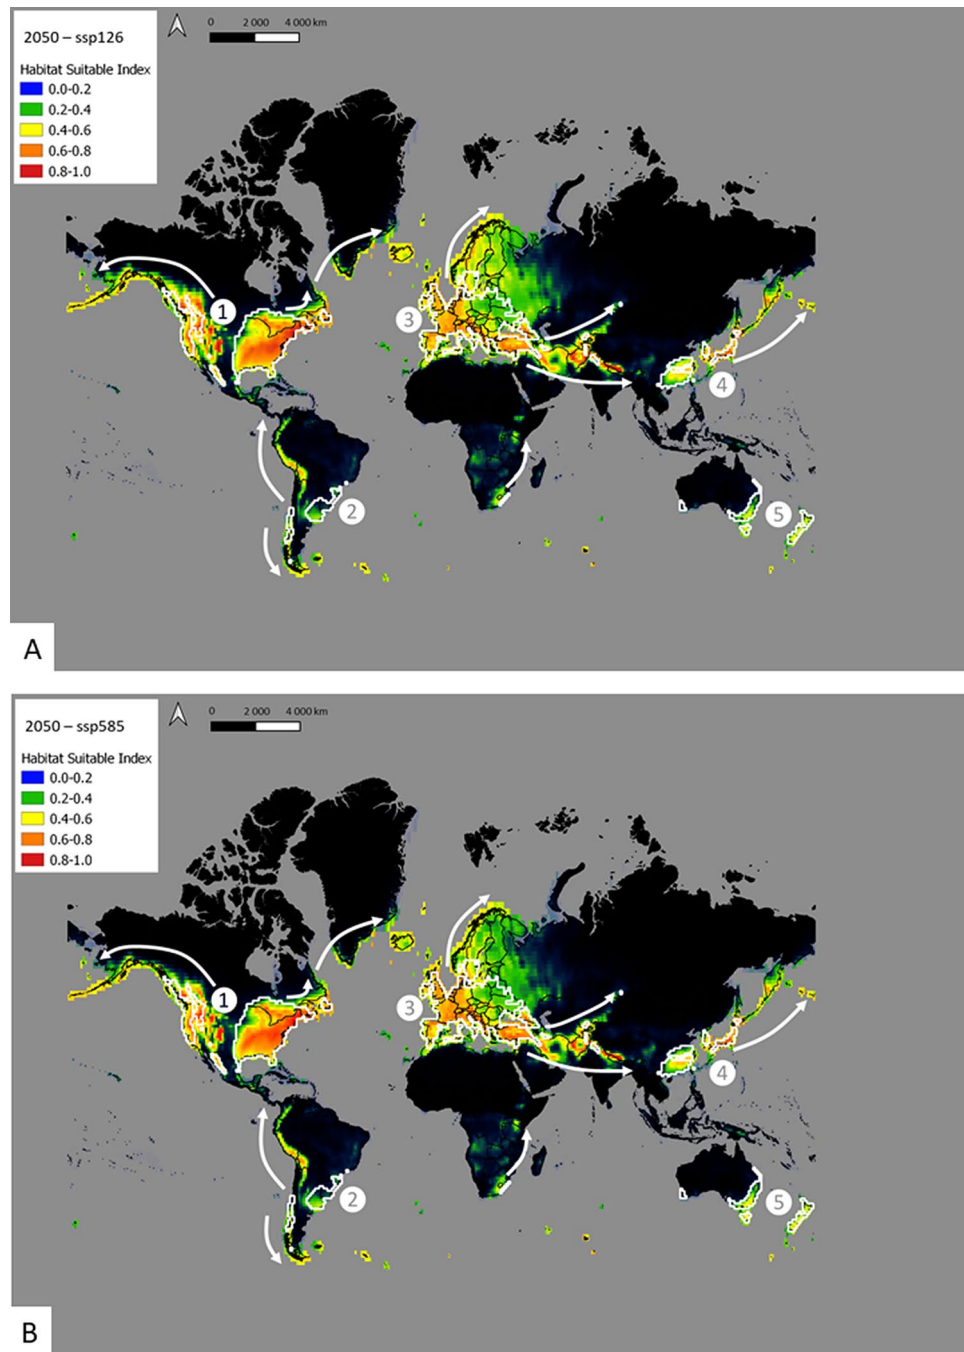 2050 – ssp126
0 2 000 4 000 km
Habitat Suitable Index
0.0-0.2
0.2-0.4
0.4-0.6
0.6-0.8
0.8-1.0
1
3
4
2
5
A
2050 – ssp585
0 2 000 4 000 km
Habitat Suitable Index
0.0-0.2
0.2-0.4
0.4-0.6
0.6-0.8
0.8-1.0
1
3
4
2
5
B